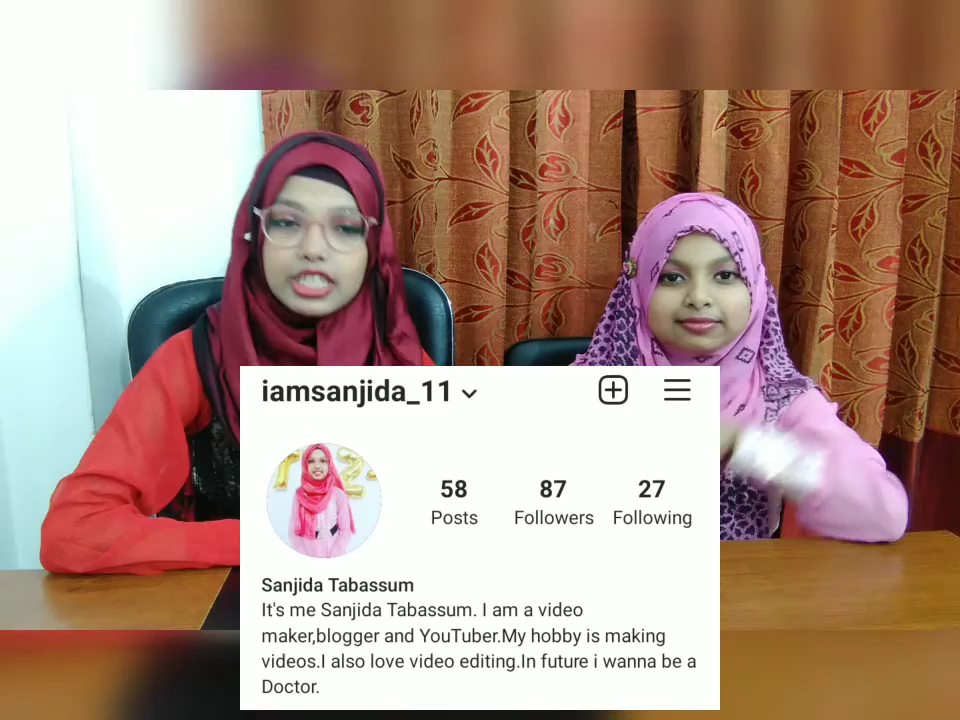 iamsanjida_11
58 87 27
Posts Followers Following
Sanjida Tabassum
It's me Sanjida Tabassum. I am a video
maker,blogger and YouTuber.My hobby is making
videos.I also love video editing.In future i wanna be a
Doctor.